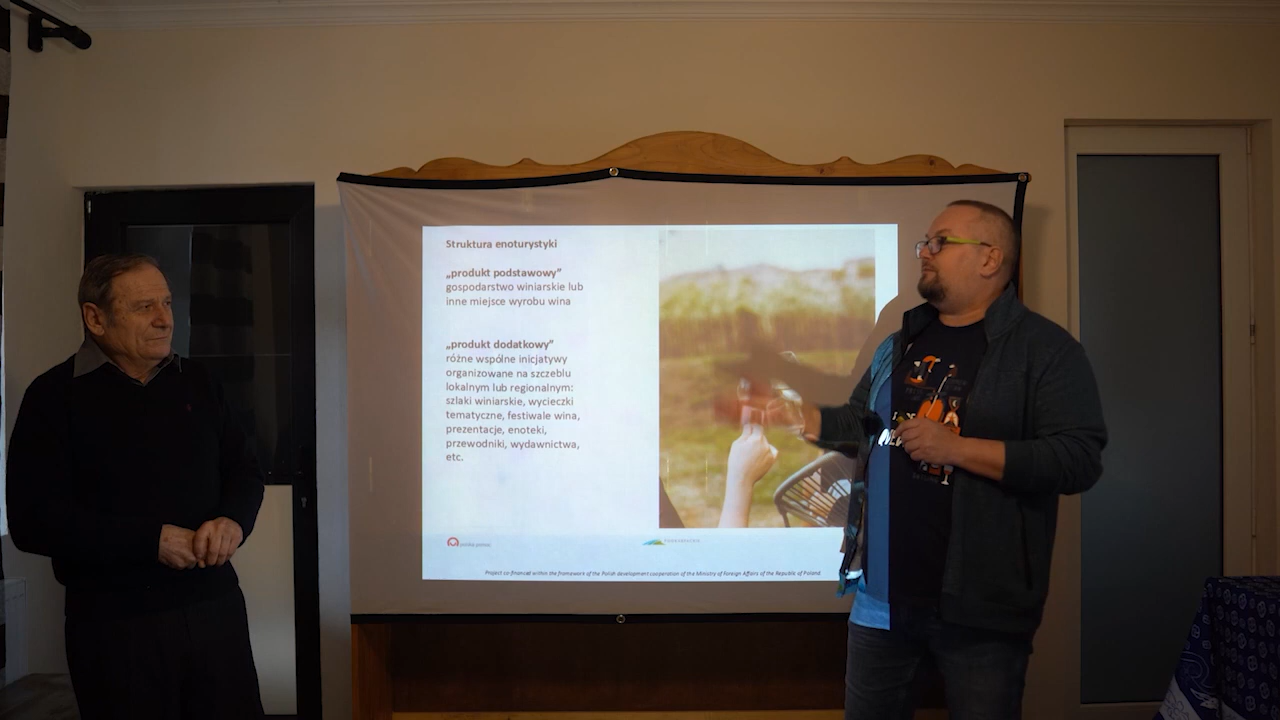 Struktura enoturystyki
„produkt podstawowy”
gospodarstwo winiarskie lub
inne miejsce wyrobu wina
„produkt dodatkowy”
różne wspólne inicjatywy
organizowane na szczeblu
lokalnym lub regionalnym:
szlaki winiarskie, wycieczki
tematyczne, festiwale wina,
prezentacje, enoteki,
przewodniki, wydawnictwa,
etc.
polska pomoc
Project co-financed within the framework of the Polish development cooperation of the Ministry of Foreign Affairs of the Republic of Poland